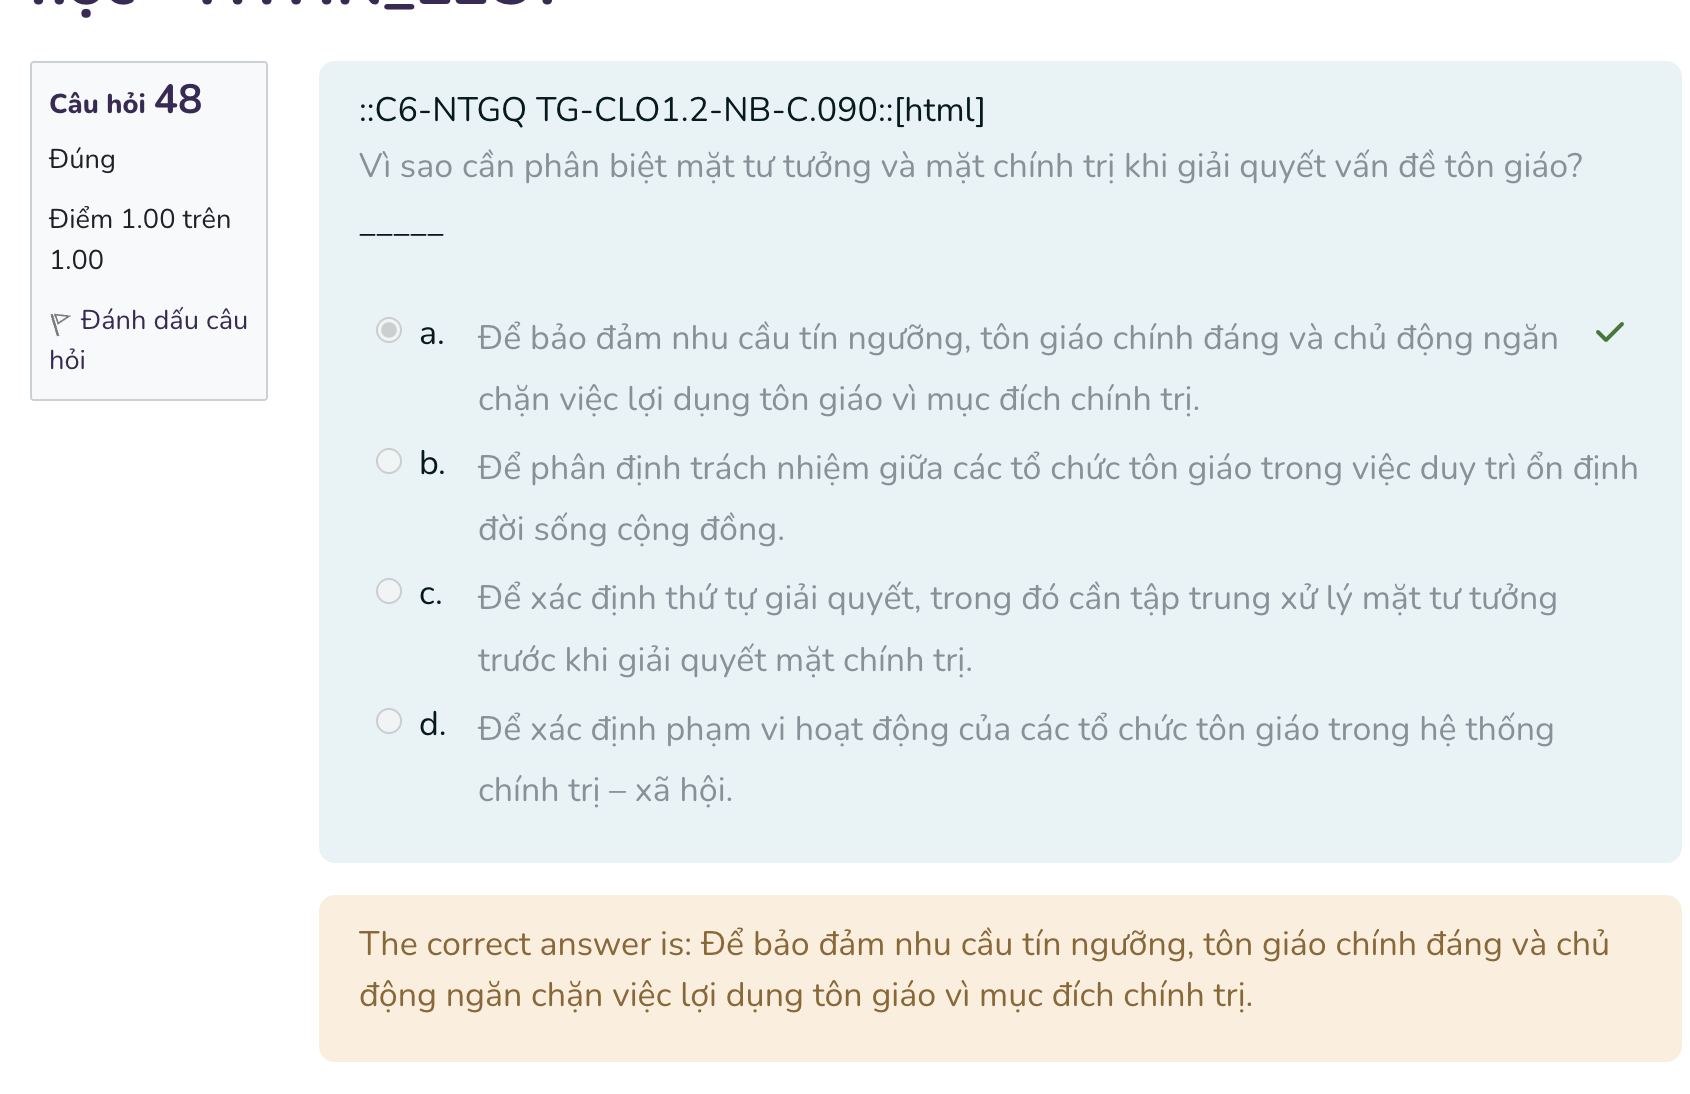 Câu hỏi 48
Đúng
Điểm 1.00 trên
1.00
Đánh dấu câu
hỏi
::C6-NTGQ TG-CLO1.2-NB-C.090::[html]
Vì sao cần phân biệt mặt tư tưởng và mặt chính trị khi giải quyết vấn đề tôn giáo?
_____
a. Để bảo đảm nhu cầu tín ngưỡng, tôn giáo chính đáng và chủ động ngăn
chặn việc lợi dụng tôn giáo vì mục đích chính trị.
b. Để phân định trách nhiệm giữa các tổ chức tôn giáo trong việc duy trì ổn định
đời sống cộng đồng.
c. Để xác định thứ tự giải quyết, trong đó cần tập trung xử lý mặt tư tưởng
trước khi giải quyết mặt chính trị.
d. Để xác định phạm vi hoạt động của các tổ chức tôn giáo trong hệ thống
chính trị – xã hội.
The correct answer is: Để bảo đảm nhu cầu tín ngưỡng, tôn giáo chính đáng và chủ
động ngăn chặn việc lợi dụng tôn giáo vì mục đích chính trị.